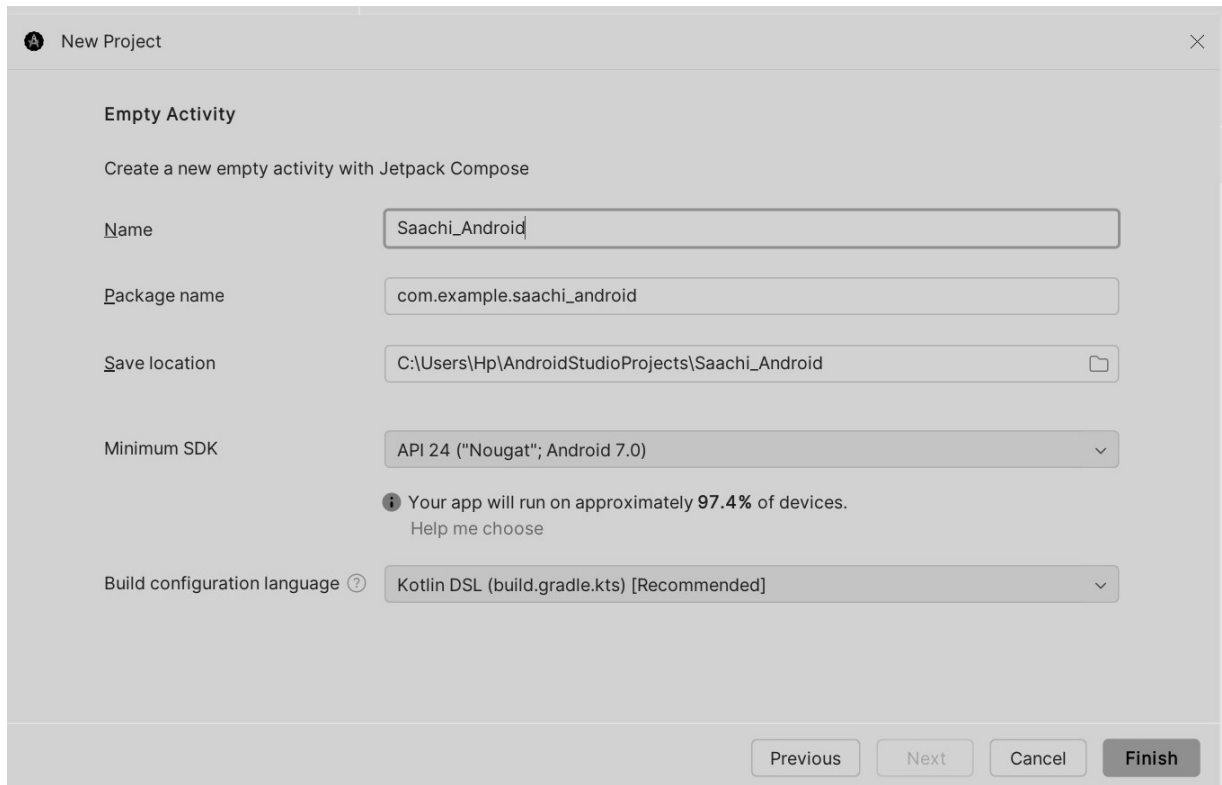 New Project
Empty Activity
Create a new empty activity with Jetpack Compose
Name
Saachi_Android
Package name
com.example.saachi_android
Save location
C:\Users\Hp\AndroidStudioProjects\Saachi_Android
Minimum SDK
API 24 ("Nougat"; Android 7.0)
Your app will run on approximately 97.4% of devices.
Help me choose
Build configuration language
Kotlin DSL (build.gradle.kts) [Recommended]
Previous
Next
Cancel
Finish